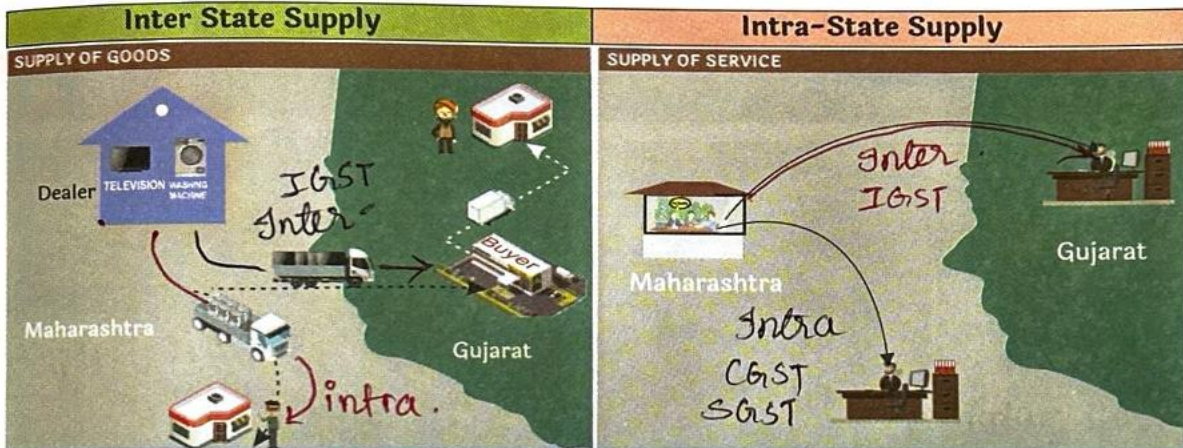 Inter State Supply
SUPPLY OF GOODS
Dealer
TELEVISION
WASHING
MACHINE
IGST
Inter
Buyer
Maharashtra
Gujarat
intra.
Intra-State Supply
SUPPLY OF SERVICE
Inter
IGST
Gujarat
Maharashtra
Intra
CGST
SGST